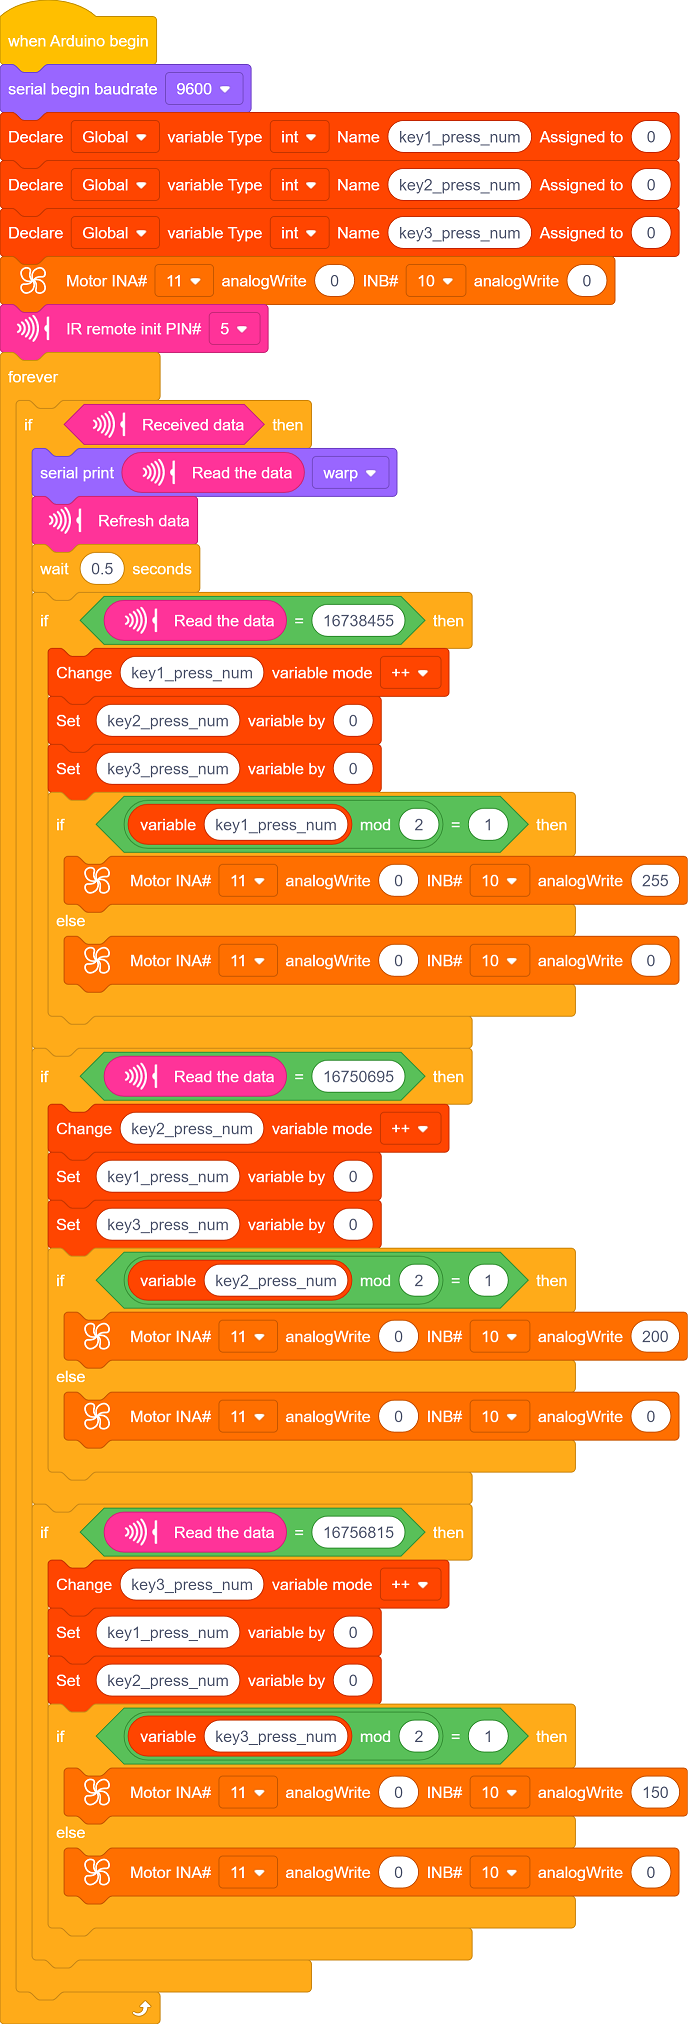 when Arduino begin
serial begin baudrate 9600
Declare Global variable Type int Name key1_press_num Assigned to 0
Declare Global variable Type int Name key2_press_num Assigned to 0
Declare Global variable Type int Name key3_press_num Assigned to 0
Motor INA# 11 analogWrite 0 INB# 10 analogWrite 0
IR remote init PIN# 5
forever
if Received data then
serial print Read the data warp
Refresh data
wait 0.5 seconds
if Read the data = 16738455 then
Change key1_press_num variable mode ++
Set key2_press_num variable by 0
Set key3_press_num variable by 0
if variable key1_press_num mod 2 = 1 then
Motor INA# 11 analogWrite 0 INB# 10 analogWrite 255
else
Motor INA# 11 analogWrite 0 INB# 10 analogWrite 0
if Read the data = 16750695 then
Change key2_press_num variable mode ++
Set key1_press_num variable by 0
Set key3_press_num variable by 0
if variable key2_press_num mod 2 = 1 then
Motor INA# 11 analogWrite 0 INB# 10 analogWrite 200
else
Motor INA# 11 analogWrite 0 INB# 10 analogWrite 0
if Read the data = 16756815 then
Change key3_press_num variable mode ++
Set key1_press_num variable by 0
Set key2_press_num variable by 0
if variable key3_press_num mod 2 = 1 then
Motor INA# 11 analogWrite 0 INB# 10 analogWrite 150
else
Motor INA# 11 analogWrite 0 INB# 10 analogWrite 0